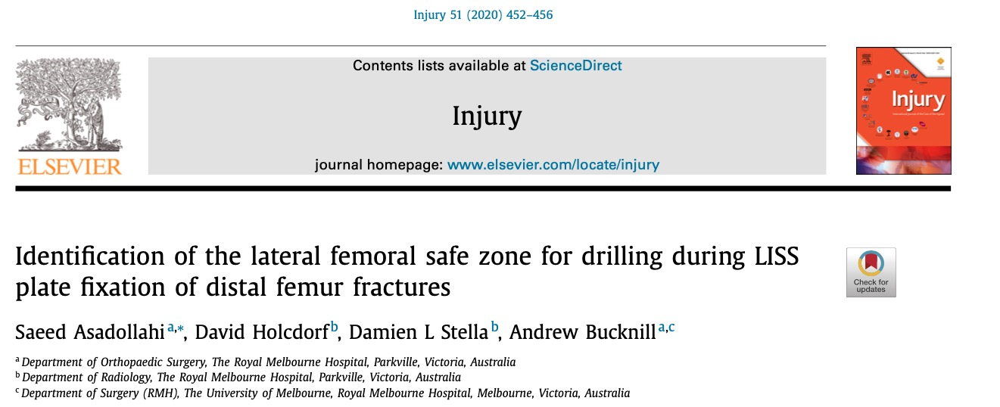 Injury 51 (2020) 452–456
Contents lists available at ScienceDirect
Injury
journal homepage: www.elsevier.com/locate/injury
ELSEVIER
Injury
Identification of the lateral femoral safe zone for drilling during LISS
plate fixation of distal femur fractures
Check for
updates
Saeed Asadollahi a,*, David Holcdorf b, Damien L Stella b, Andrew Bucknill a,c
a Department of Orthopaedic Surgery, The Royal Melbourne Hospital, Parkville, Victoria, Australia
b Department of Radiology, The Royal Melbourne Hospital, Parkville, Victoria, Australia
c Department of Surgery (RMH), The University of Melbourne, Royal Melbourne Hospital, Melbourne, Victoria, Australia